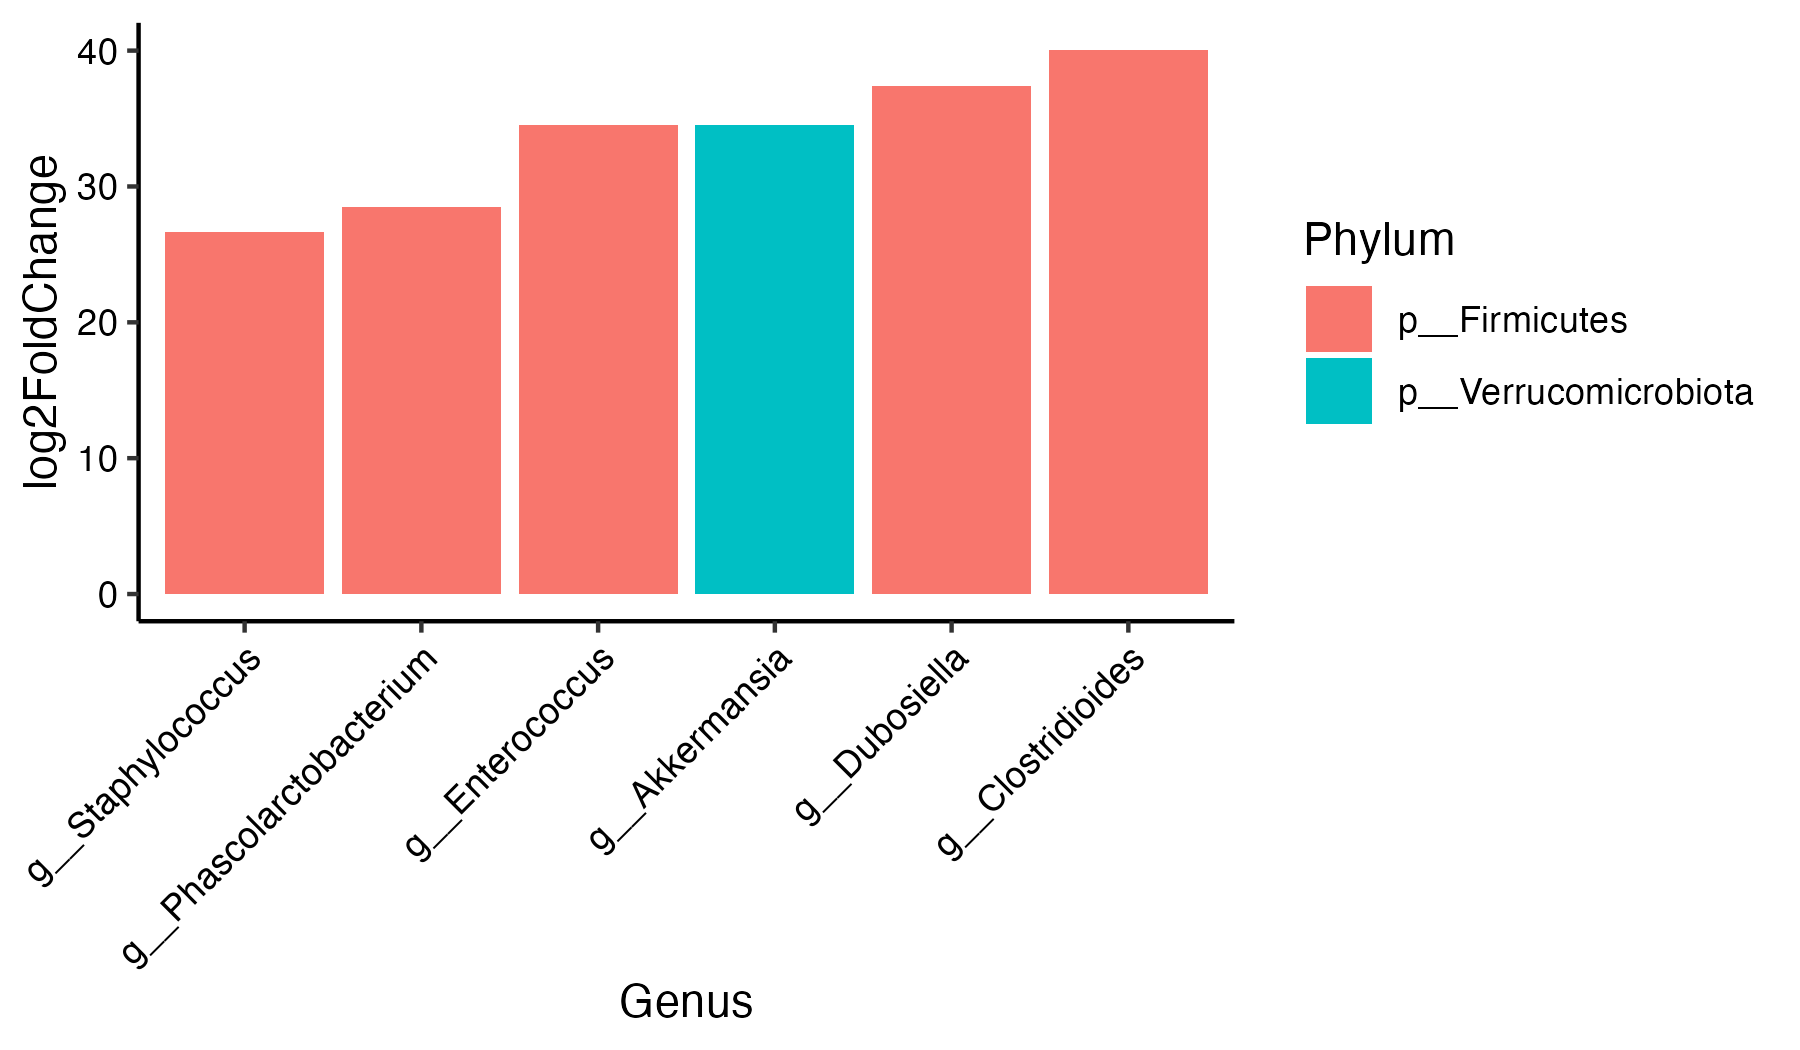 log2FoldChange
40
30
20
10
0
g__Staphylococcus
g__Phascolarctobacterium
g__Enterococcus
g__Akkermansia
g__Dubosiella
g__Clostridioides
Genus
Phylum
p__Firmicutes
p__Verrucomicrobiota